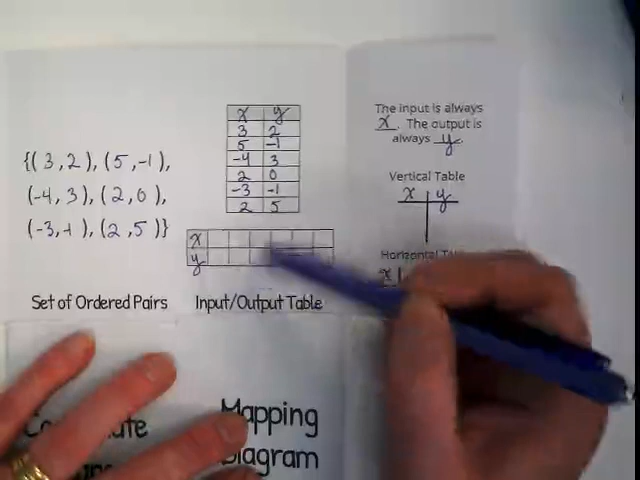 {(3,2), (5,-1),
(-4,3), (2,0),
(-3,-1), (2,5)}
Set of Ordered Pairs
x y
3 2
5 -1
-4 3
2 0
-3 -1
2 5
x
y
Input/Output Table
The input is always
x. The output is
always y.
Vertical Table
x y
Horizontal
x
Mapping
Diagram